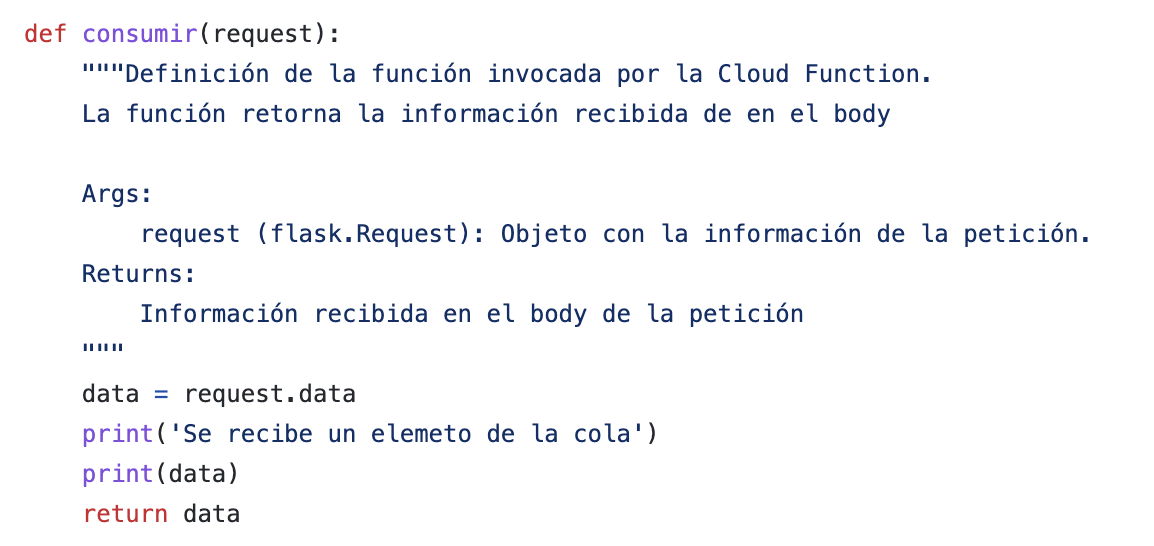 def consumir(request):
    """Definición de la función invocada por la Cloud Function.
    La función retorna la información recibida de en el body

    Args:
        request (flask.Request): Objeto con la información de la petición.
    Returns:
        Información recibida en el body de la petición
    """
    data = request.data
    print('Se recibe un elemeto de la cola')
    print(data)
    return data